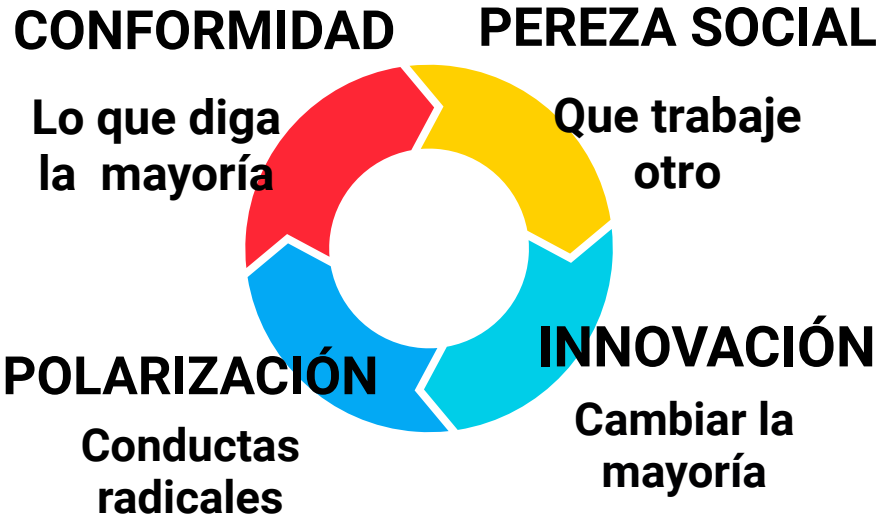 CONFORMIDAD
Lo que diga
la mayoría
PEREZA SOCIAL
Que trabaje
otro
POLARIZACIÓN
Conductas
radicales
INNOVACIÓN
Cambiar la
mayoría